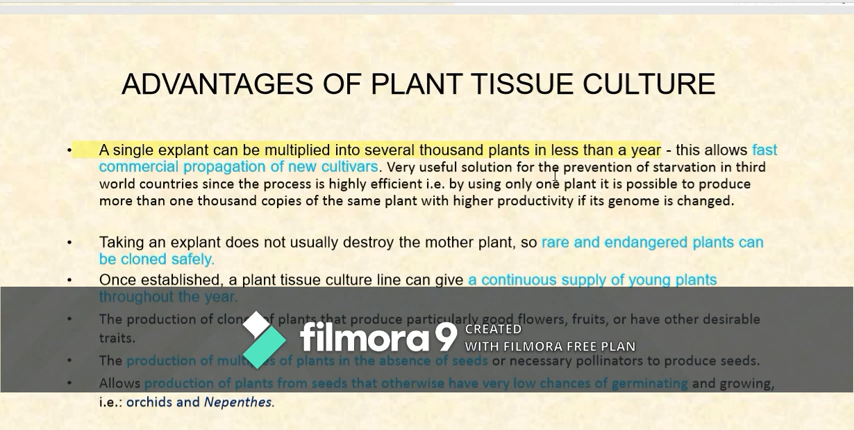 ADVANTAGES OF PLANT TISSUE CULTURE
• A single explant can be multiplied into several thousand plants in less than a year - this allows fast
commercial propagation of new cultivars. Very useful solution for the prevention of starvation in third
world countries since the process is highly efficient i.e. by using only one plant it is possible to produce
more than one thousand copies of the same plant with higher productivity if its genome is changed.
• Taking an explant does not usually destroy the mother plant, so rare and endangered plants can
be cloned safely.
• Once established, a plant tissue culture line can give a continuous supply of young plants
throughout the year.
• The production of clones of plants that produce particularly good flowers, fruits, or have other desirable
traits.
filmora9 CREATED
WITH FILMORA FREE PLAN
• The production of multiples of plants in the absence of seeds or necessary pollinators to produce seeds.
• Allows production of plants from seeds that otherwise have very low chances of germinating and growing,
i.e.: orchids and Nepenthes.